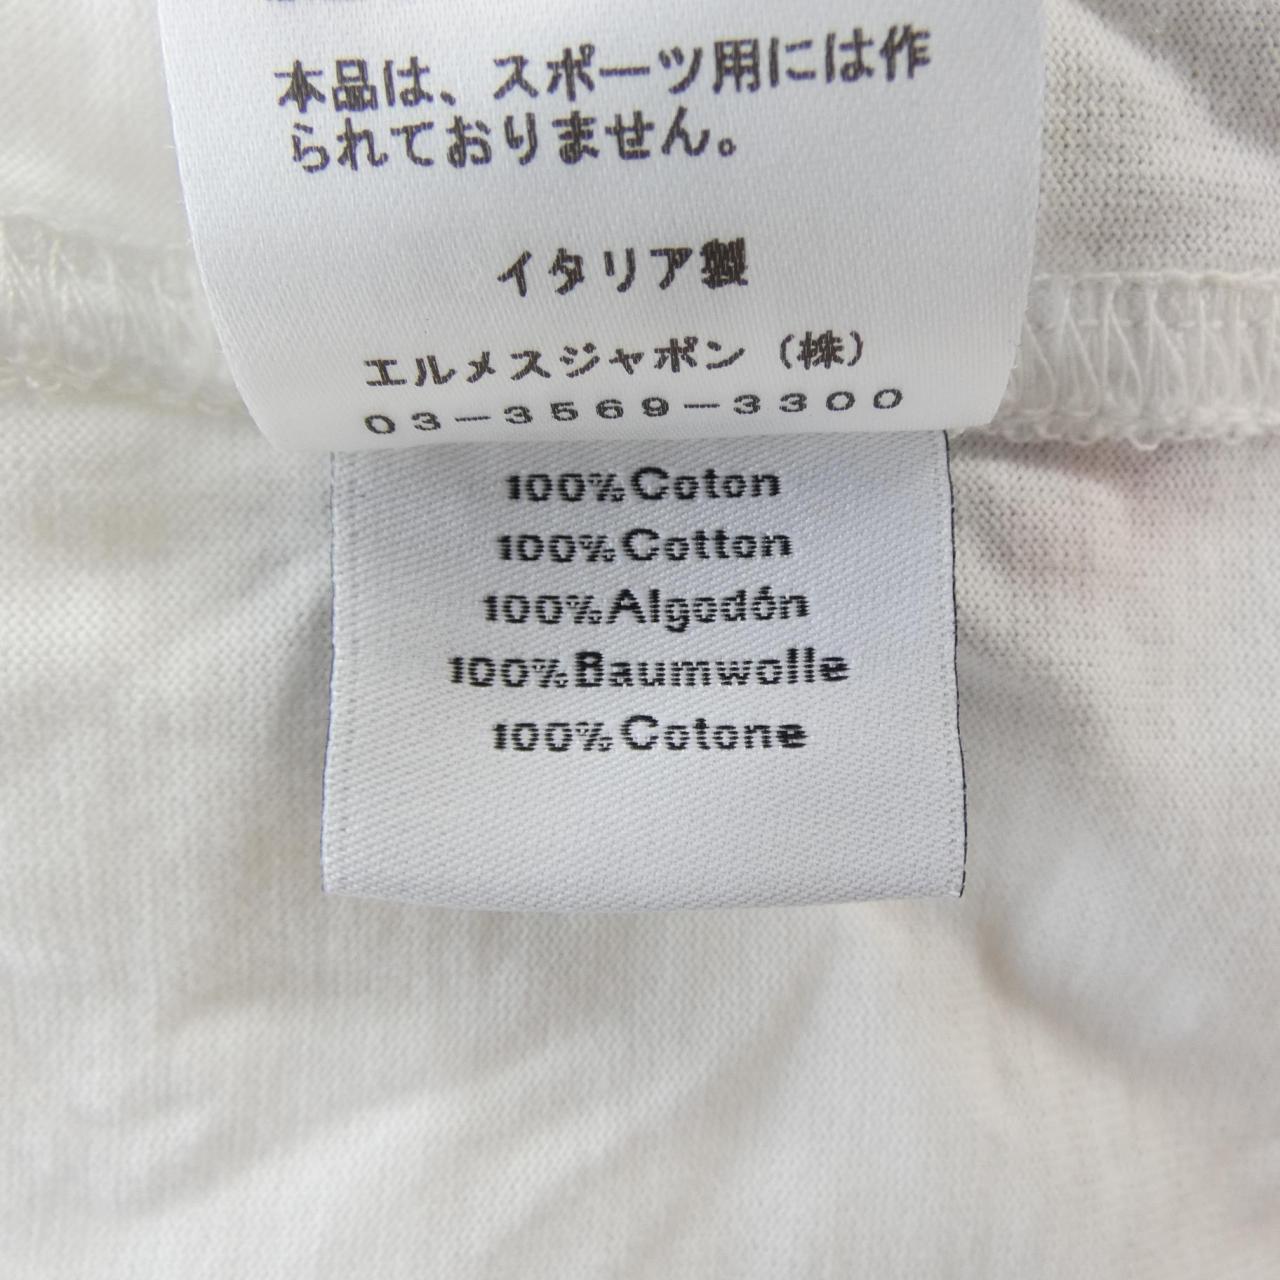 本品は、スポーツ用には作
られておりません。
イタリア製
エルメスジャポン（株）
03-3569-3300
100%Coton
100%Cotton
100%Algodón
100%Baumwolle
100%Cotone